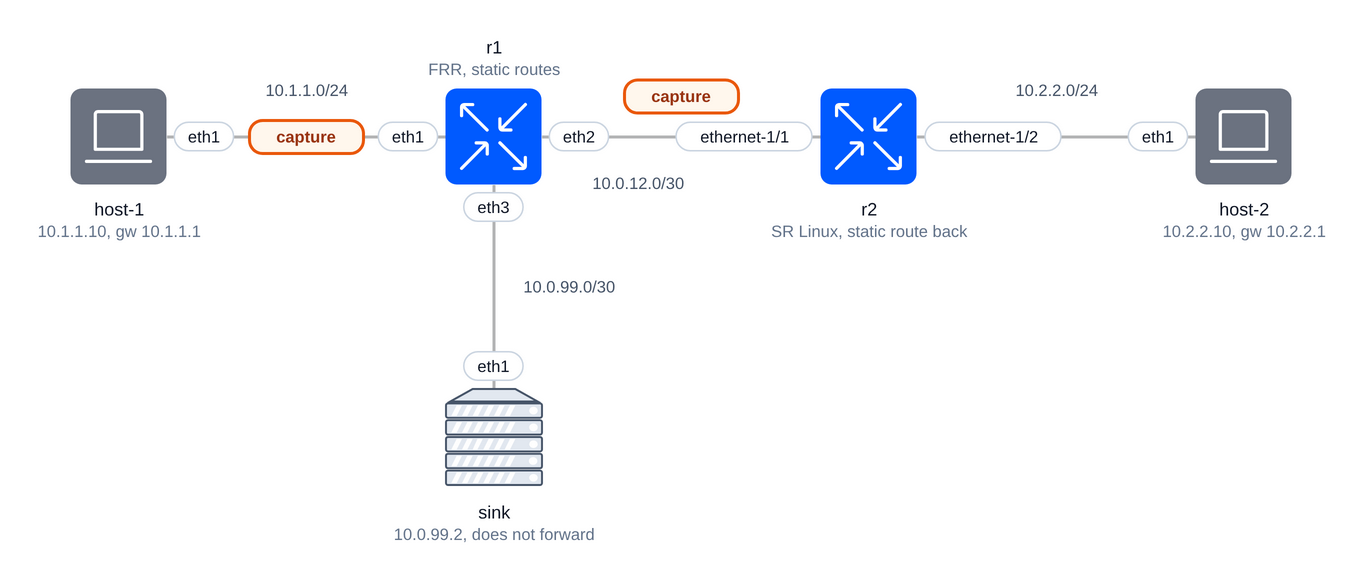 r1
FRR, static routes
10.1.1.0/24
capture
10.2.2.0/24
eth1
capture
eth1
eth2
ethernet-1/1
ethernet-1/2
eth1
10.0.12.0/30
eth3
host-1
10.1.1.10, gw 10.1.1.1
r2
SR Linux, static route back
host-2
10.2.2.10, gw 10.2.2.1
10.0.99.0/30
eth1
sink
10.0.99.2, does not forward